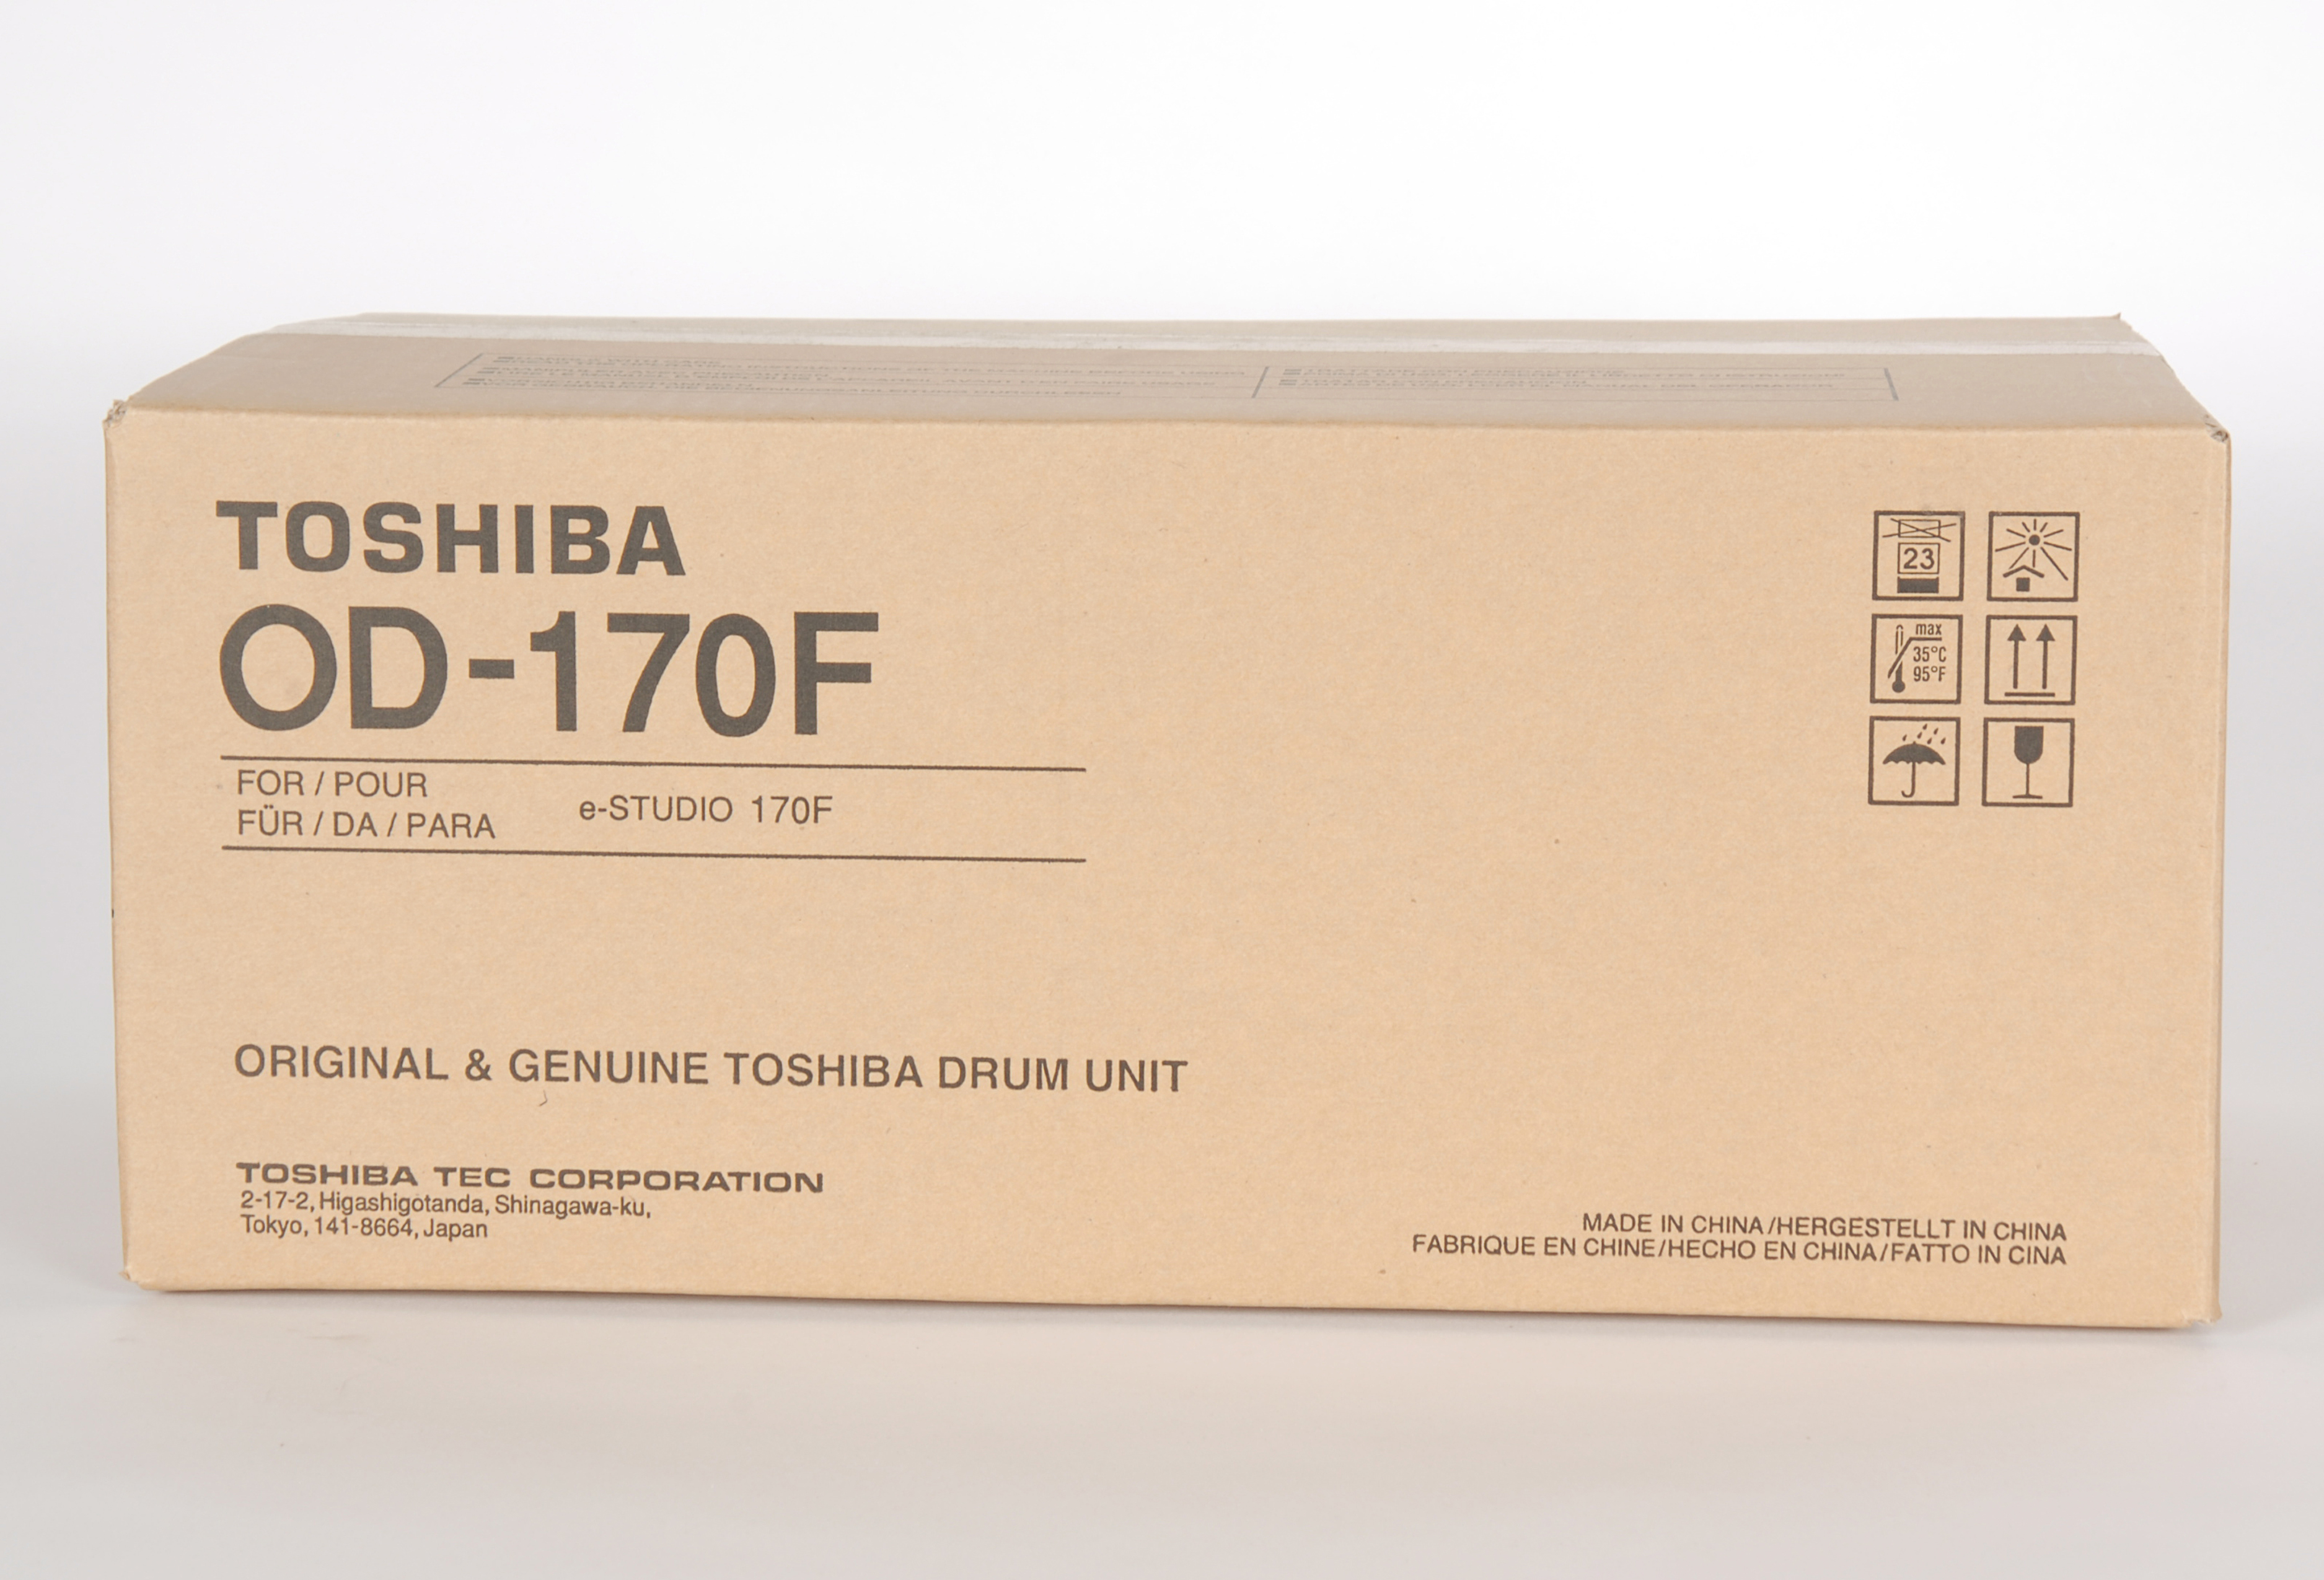 TOSHIBA
OD-170F
FOR / POUR
FÜR / DA / PARA
e-STUDIO 170F
23
max
35°C
95°F
ORIGINAL & GENUINE TOSHIBA DRUM UNIT
TOSHIBA TEC CORPORATION
2-17-2, Higashigotanda, Shinagawa-ku,
Tokyo, 141-8664, Japan
MADE IN CHINA/HERGESTELLT IN CHINA
FABRIQUE EN CHINE/HECHO EN CHINA/FATTO IN CINA